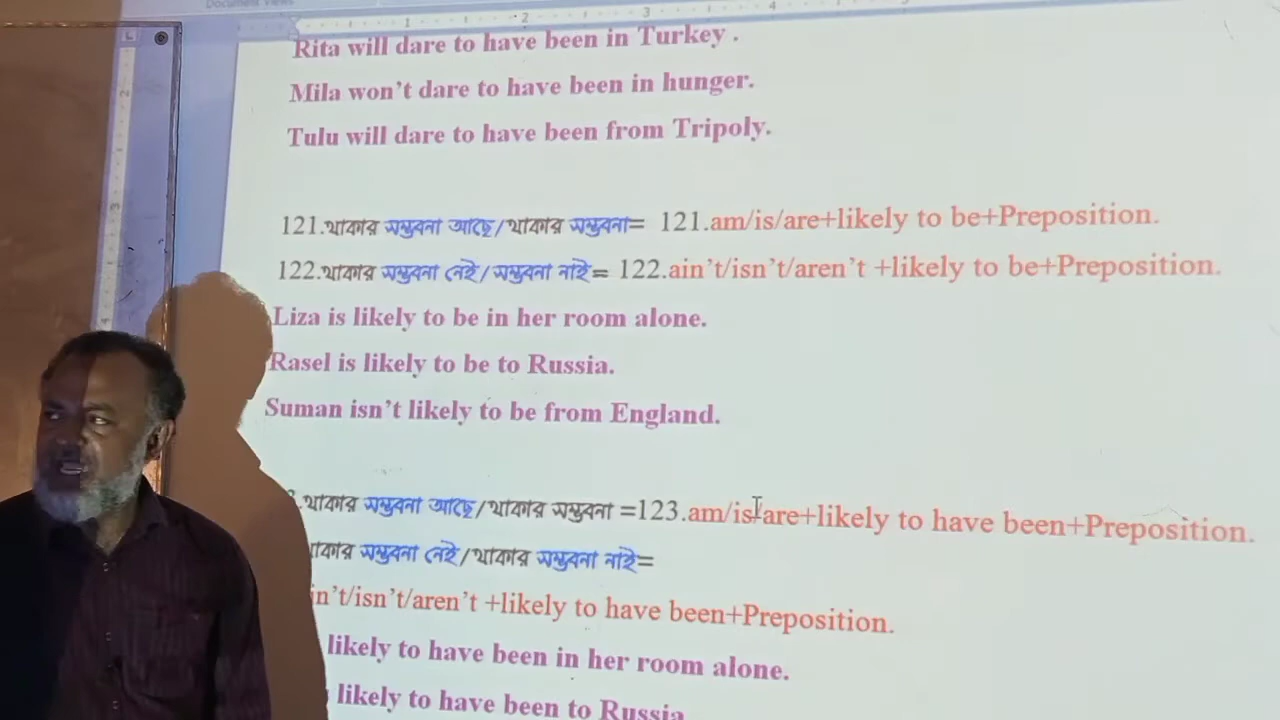 Rita will dare to have been in Turkey .
Mila won't dare to have been in hunger.
Tulu will dare to have been from Tripoly.
121.থাকার সম্ভবনা আছে/থাকার সম্ভবনা= 121.am/is/are+likely to be+Preposition.
122.থাকার সম্ভবনা নেই/সম্ভবনা নাই= 122.ain't/isn't/aren't +likely to be+Preposition.
Liza is likely to be in her room alone.
Rasel is likely to be to Russia.
Suman isn't likely to be from England.
.থাকার সম্ভবনা আছে/থাকার সম্ভবনা =123.am/is/are+likely to have been+Preposition.
থাকার সম্ভবনা নেই/থাকার সম্ভবনা নাই=
in't/isn't/aren't +likely to have been+Preposition.
likely to have been in her room alone.
likely to have been to Russia